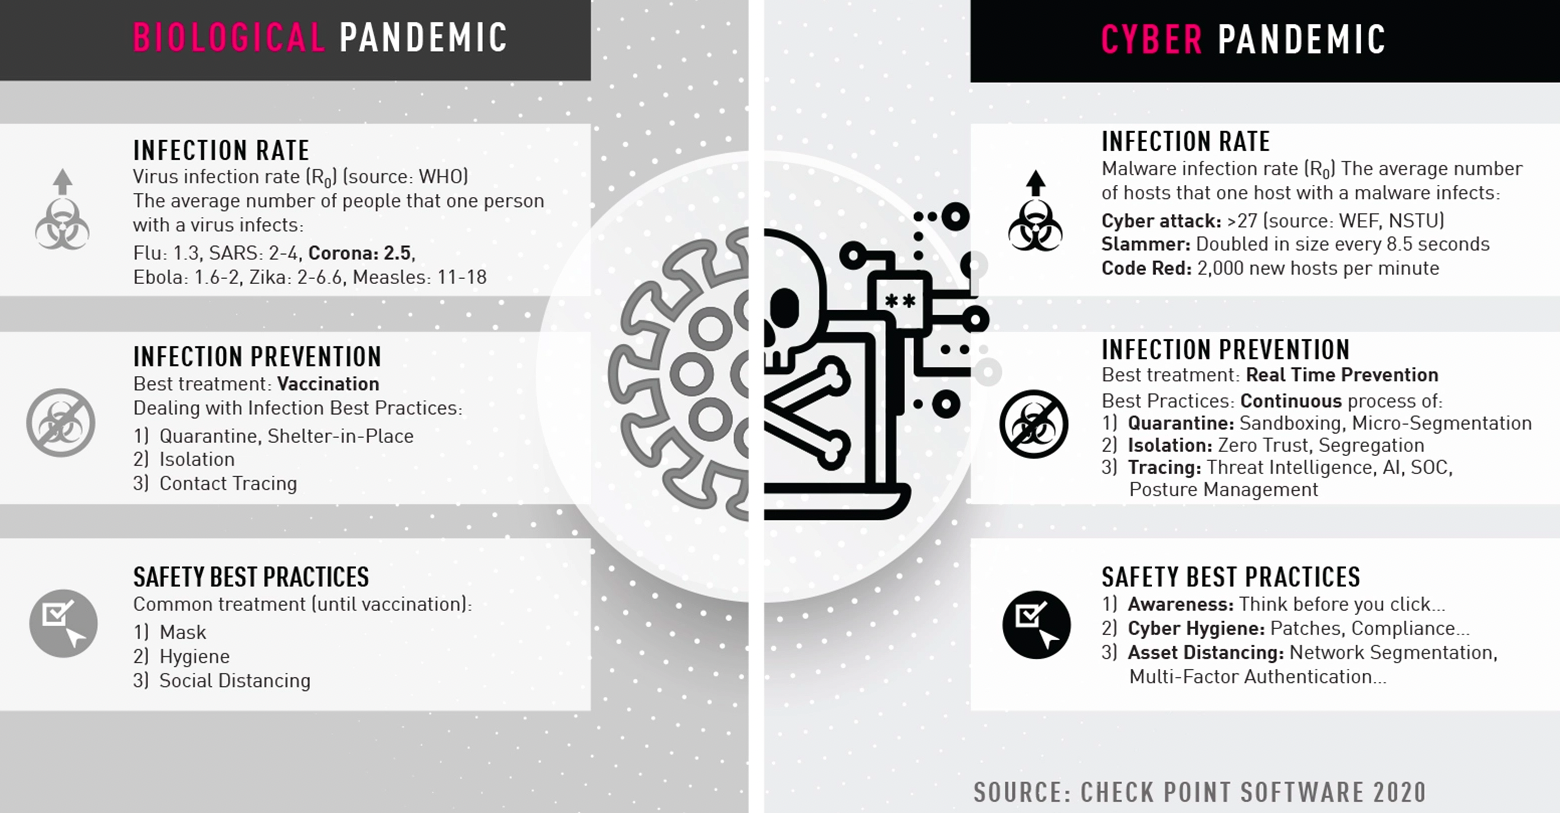 BIOLOGICAL PANDEMIC
INFECTION RATE
Virus infection rate (R0) (source: WHO)
The average number of people that one person
with a virus infects:
Flu: 1.3, SARS: 2-4, Corona: 2.5,
Ebola: 1.6-2, Zika: 2-6.6, Measles: 11-18
INFECTION PREVENTION
Best treatment: Vaccination
Dealing with Infection Best Practices:
1) Quarantine, Shelter-in-Place
2) Isolation
3) Contact Tracing
SAFETY BEST PRACTICES
Common treatment (until vaccination):
1) Mask
2) Hygiene
3) Social Distancing
**
CYBER PANDEMIC
INFECTION RATE
Malware infection rate (R0) The average number
of hosts that one host with a malware infects:
Cyber attack: >27 (source: WEF, NSTU)
Slammer: Doubled in size every 8.5 seconds
Code Red: 2,000 new hosts per minute
INFECTION PREVENTION
Best treatment: Real Time Prevention
Best Practices: Continuous process of:
1) Quarantine: Sandboxing, Micro-Segmentation
2) Isolation: Zero Trust, Segregation
3) Tracing: Threat Intelligence, AI, SOC,
Posture Management
SAFETY BEST PRACTICES
1) Awareness: Think before you click...
2) Cyber Hygiene: Patches, Compliance...
3) Asset Distancing: Network Segmentation,
Multi-Factor Authentication...
SOURCE: CHECK POINT SOFTWARE 2020